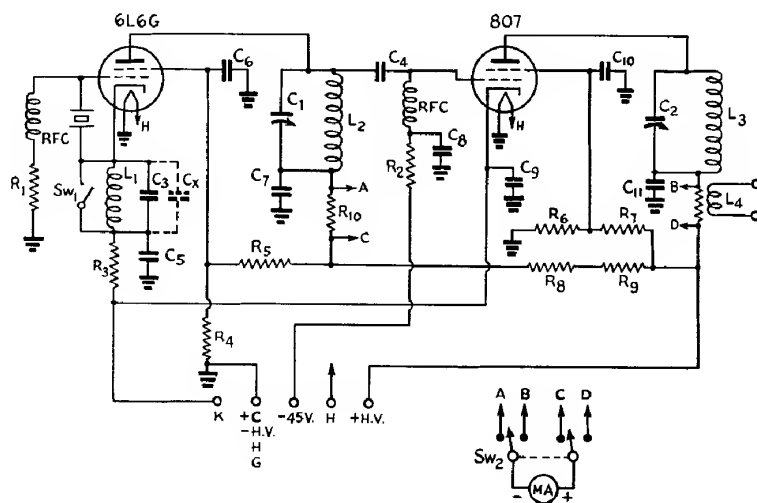 6L6G
807
C6
C10
H
H
C4
C1
L2
RFC
C2
L3
RFC
R1
Sw1
L1
C3
Cx
C8
C7
A
R2
C9
C11
B
L4
R10
R6
R7
D
C5
C
R3
R5
R8
R9
R4
K
+C
-H.V.
H
G
-45V.
H
+H.V.
A B C D
Sw2
- MA +